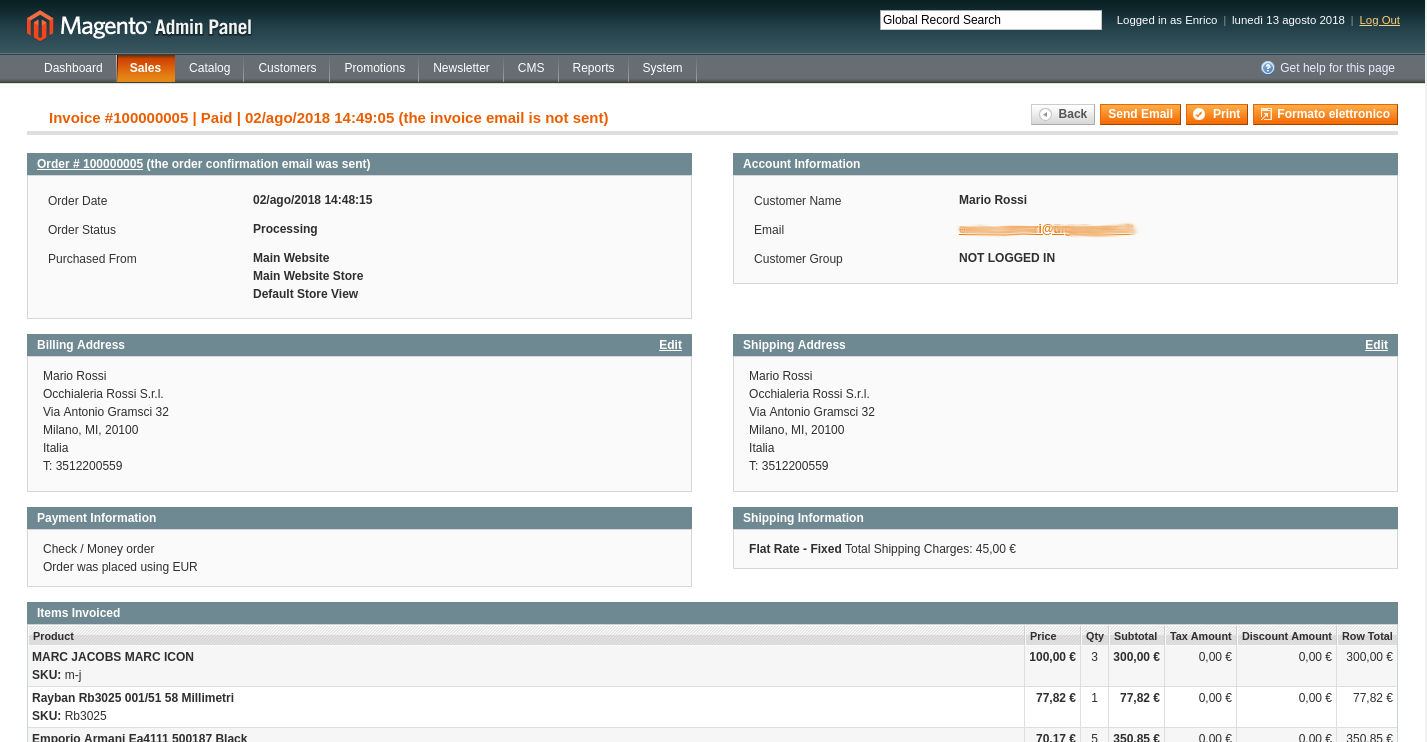 Magento™ Admin Panel
Global Record Search
Logged in as Enrico | lunedì 13 agosto 2018 | Log Out
Dashboard Sales Catalog Customers Promotions Newsletter CMS Reports System
Get help for this page
Invoice #100000005 | Paid | 02/ago/2018 14:49:05 (the invoice email is not sent)
Back Send Email Print Formato elettronico
Order # 100000005 (the order confirmation email was sent)
Order Date 02/ago/2018 14:48:15
Order Status Processing
Purchased From Main Website
Main Website Store
Default Store View
Account Information
Customer Name Mario Rossi
Email
Customer Group NOT LOGGED IN
Billing Address Edit
Mario Rossi
Occhialeria Rossi S.r.l.
Via Antonio Gramsci 32
Milano, MI, 20100
Italia
T: 3512200559
Shipping Address Edit
Mario Rossi
Occhialeria Rossi S.r.l.
Via Antonio Gramsci 32
Milano, MI, 20100
Italia
T: 3512200559
Payment Information
Check / Money order
Order was placed using EUR
Shipping Information
Flat Rate - Fixed Total Shipping Charges: 45,00 €
Items Invoiced
Product Price Qty Subtotal Tax Amount Discount Amount Row Total
MARC JACOBS MARC ICON 100,00 € 3 300,00 € 0,00 € 0,00 € 300,00 €
SKU: m-j
Rayban Rb3025 001/51 58 Millimetri 77,82 € 1 77,82 € 0,00 € 0,00 € 77,82 €
SKU: Rb3025
Emporio Armani Ea4111 500187 Black 70,17 € 5 350,85 € 0,00 € 0,00 € 350,85 €